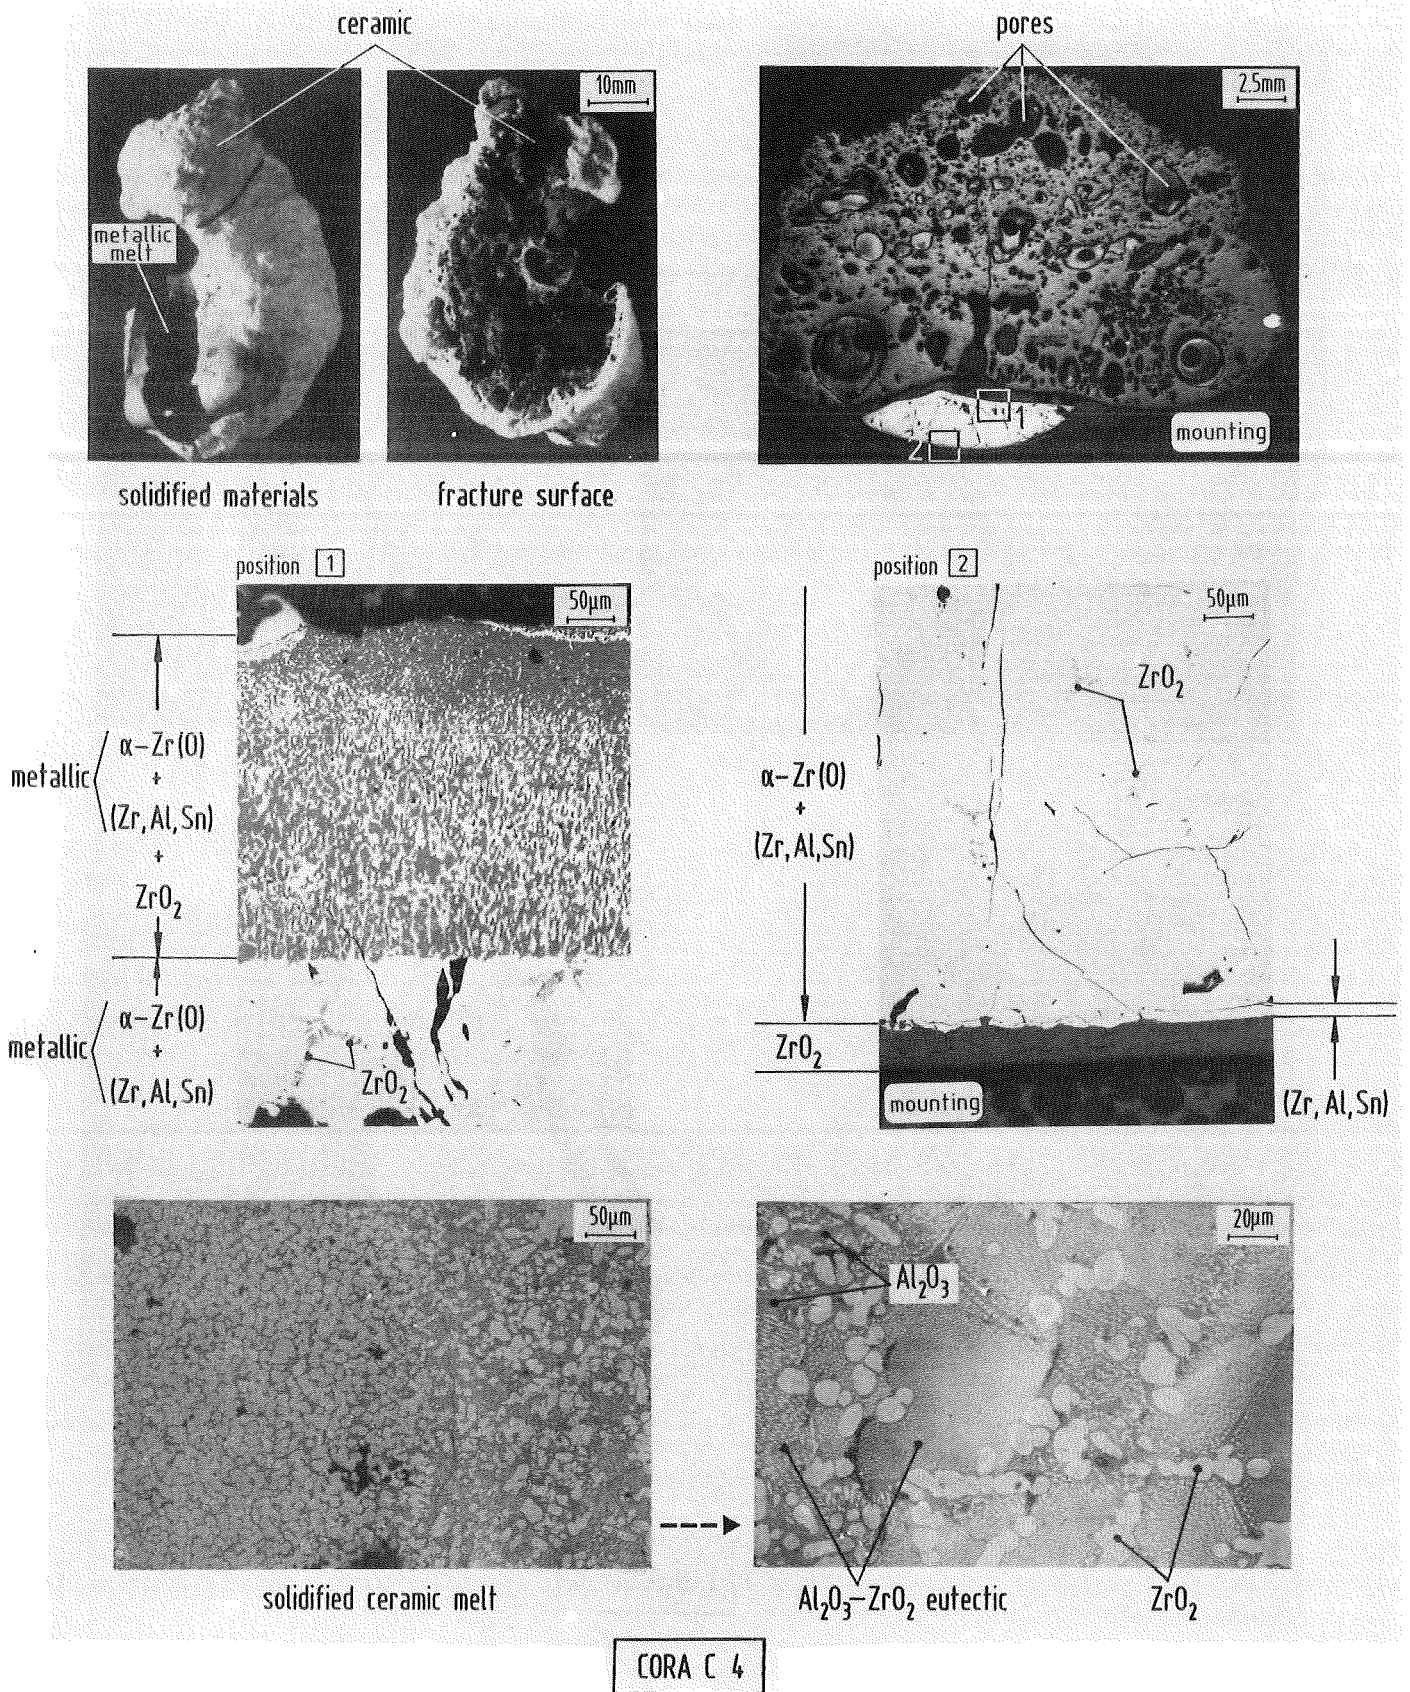 ceramic
pores
10mm
2.5mm
metallic
melt
1
2
mounting
solidified materials
fracture surface
position 1
position 2
50µm
50µm
metallic
α-Zr(O)
+
(Zr,Al,Sn)
+
ZrO₂
ZrO₂
α-Zr(O)
+
(Zr,Al,Sn)
metallic
α-Zr(O)
+
(Zr,Al,Sn)
ZrO₂
ZrO₂
mounting
(Zr,Al,Sn)
50µm
20µm
Al₂O₃
solidified ceramic melt
Al₂O₃-ZrO₂ eutectic
ZrO₂
CORA C 4